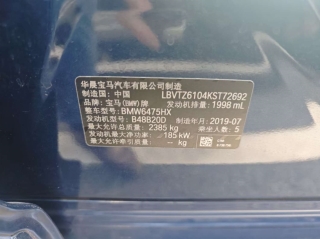 华晨宝马汽车有限公司制造
制造国：中国 LBVTZ6104KST72692
品牌：宝马(BMW)牌 发动机排量：1998 mL
整车型号：BMW6475HX
发动机型号：B48B20D 制造年月：2019-07
最大允许总质量：2385 kg 乘坐人数：5
发动机最大净功率：185 kW
最大允许牵引质量：-- kg